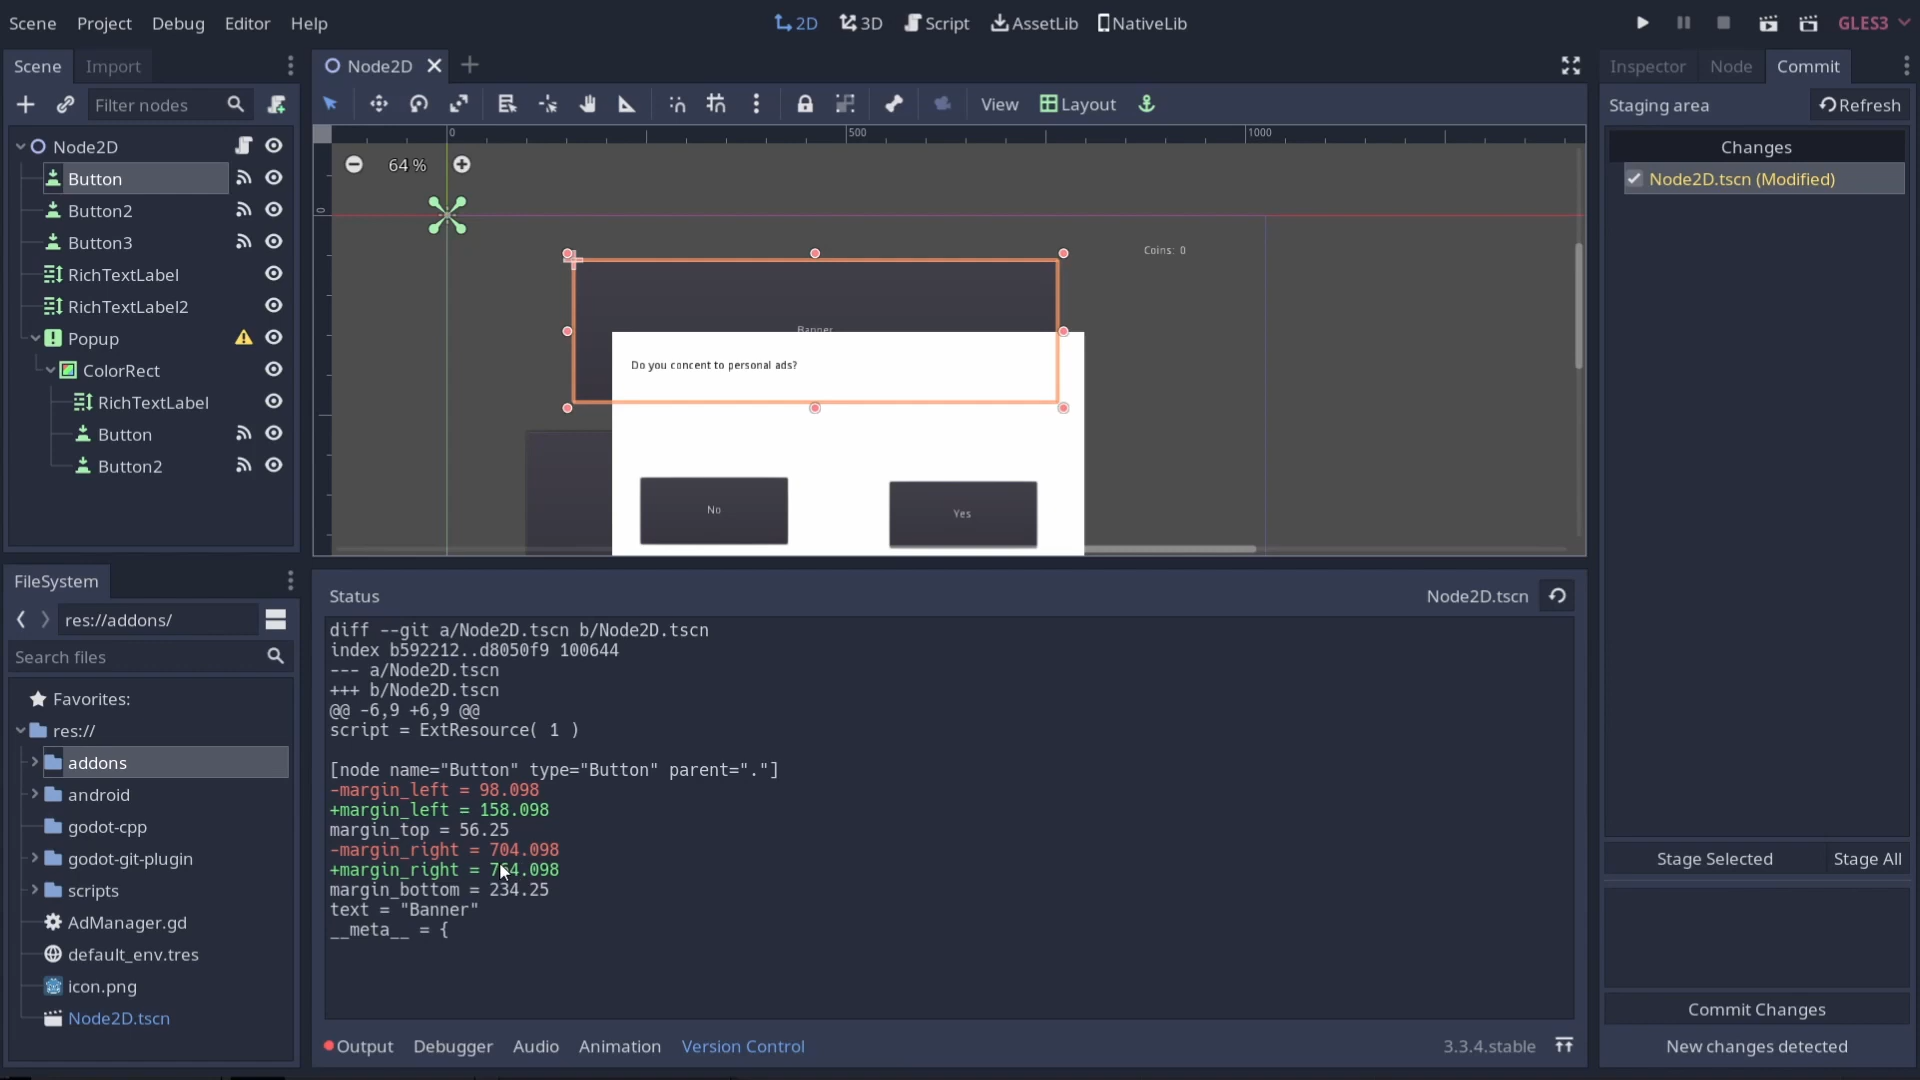 Scene Project Debug Editor Help
2D 3D Script AssetLib NativeLib
GLES3
Scene Import
Filter nodes
Node2D
Button
Button2
Button3
RichTextLabel
RichTextLabel2
Popup
ColorRect
RichTextLabel
Button
Button2
FileSystem
res://addons/
Search files
Favorites:
res://
addons
android
godot-cpp
godot-git-plugin
scripts
AdManager.gd
default_env.tres
icon.png
Node2D.tscn
Node2D
View Layout
0 500 1000
0
64 %
Coins: 0
Banner
Do you concent to personal ads?
No
Yes
Status
Node2D.tscn
diff --git a/Node2D.tscn b/Node2D.tscn
index b592212..d8050f9 100644
--- a/Node2D.tscn
+++ b/Node2D.tscn
@@ -6,9 +6,9 @@
script = ExtResource( 1 )
[node name="Button" type="Button" parent="."]
-margin_left = 98.098
+margin_left = 158.098
margin_top = 56.25
-margin_right = 704.098
+margin_right = 764.098
margin_bottom = 234.25
text = "Banner"
__meta__ = {
Output Debugger Audio Animation Version Control
3.3.4.stable
Inspector Node Commit
Staging area
Refresh
Changes
Node2D.tscn (Modified)
Stage Selected
Stage All
Commit Changes
New changes detected